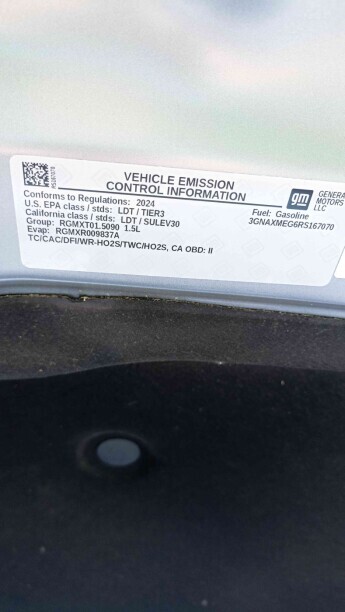 VEHICLE EMISSION
CONTROL INFORMATION
Conforms to Regulations: 2024
U.S. EPA class / stds: LDT / TIER3
California class / stds: LDT / SULEV30
Group: RGMXT01.5090 1.5L
Evap: RGMXR009837A
TC/CAC/DFI/WR-HO2S/TWC/HO2S, CA OBD: II
Fuel: Gasoline
3GNAXMEG6RS167070
gm
GENERAL
MOTORS
LLC